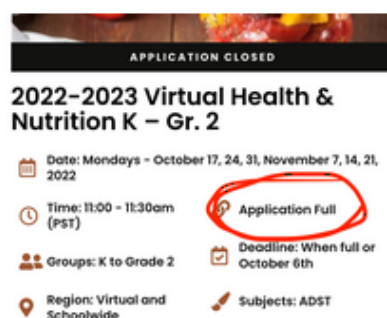 APPLICATION CLOSED
2022-2023 Virtual Health &
Nutrition K – Gr. 2
Date: Mondays - October 17, 24, 31, November 7, 14, 21,
2022
Time: 11:00 - 11:30am
(PST)
Application Full
Groups: K to Grade 2
Deadline: When full or
October 6th
Region: Virtual and
Schoolwide
Subjects: ADST